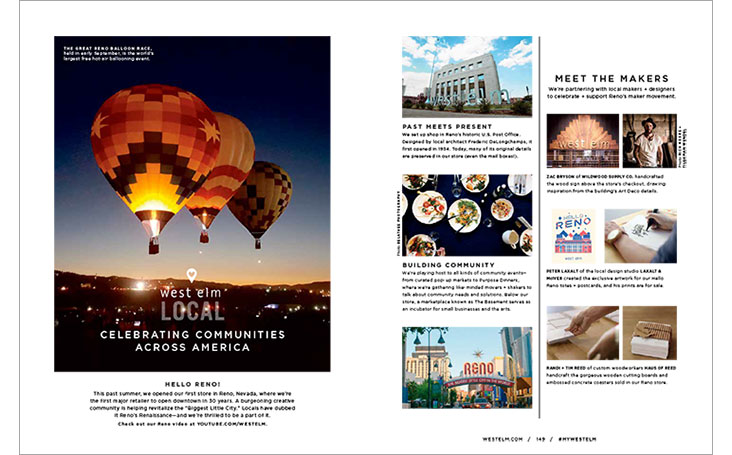 THE GREAT RENO BALLOON RACE,
held in early September, is the world's
largest free hot-air ballooning event.
west elm
LOCAL
CELEBRATING COMMUNITIES
ACROSS AMERICA
HELLO RENO!
This past summer, we opened our first store in Reno, Nevada, where we're
the first major retailer to open downtown in 30 years. A burgeoning creative
community is helping revitalize the "Biggest Little City." Locals have dubbed
it Reno's Renaissance—and we're thrilled to be a part of it.
Check out our Reno video at YOUTUBE.COM/WESTELM.
PAST MEETS PRESENT
We set up shop in Reno's historic U.S. Post Office.
Designed by local architect Frederic DeLongchamps, it
first opened in 1934. Today, many of its original details
are preserved in our store (even the mail boxes!).
BUILDING COMMUNITY
We're playing host to all kinds of community events–
from curated pop-up markets to Purpose Dinners,
where we're gathering like-minded movers + shakers to
talk about community needs and solutions. Below our
store, a marketplace known as The Basement serves as
an incubator for small businesses and the arts.
RENO
MEET THE MAKERS
We're partnering with local makers + designers
to celebrate + support Reno's maker movement.
west elm
ZAC BRYSON of WILDWOOD SUPPLY CO. handcrafted
the wood sign above the store's checkout, drawing
inspiration from the building's Art Deco details.
HELLO
RENO
WEST ELM
PETER LAXALT of the local design studio LAXALT &
McIVER created the exclusive artwork for our Hello
Reno totes + postcards, and his prints are for sale.
RANDI + TIM REED of custom woodworkers HAUS OF REED
handcraft the gorgeous wooden cutting boards and
embossed concrete coasters sold in our Reno store.
WESTELM.COM / 149 / #MYWESTELM